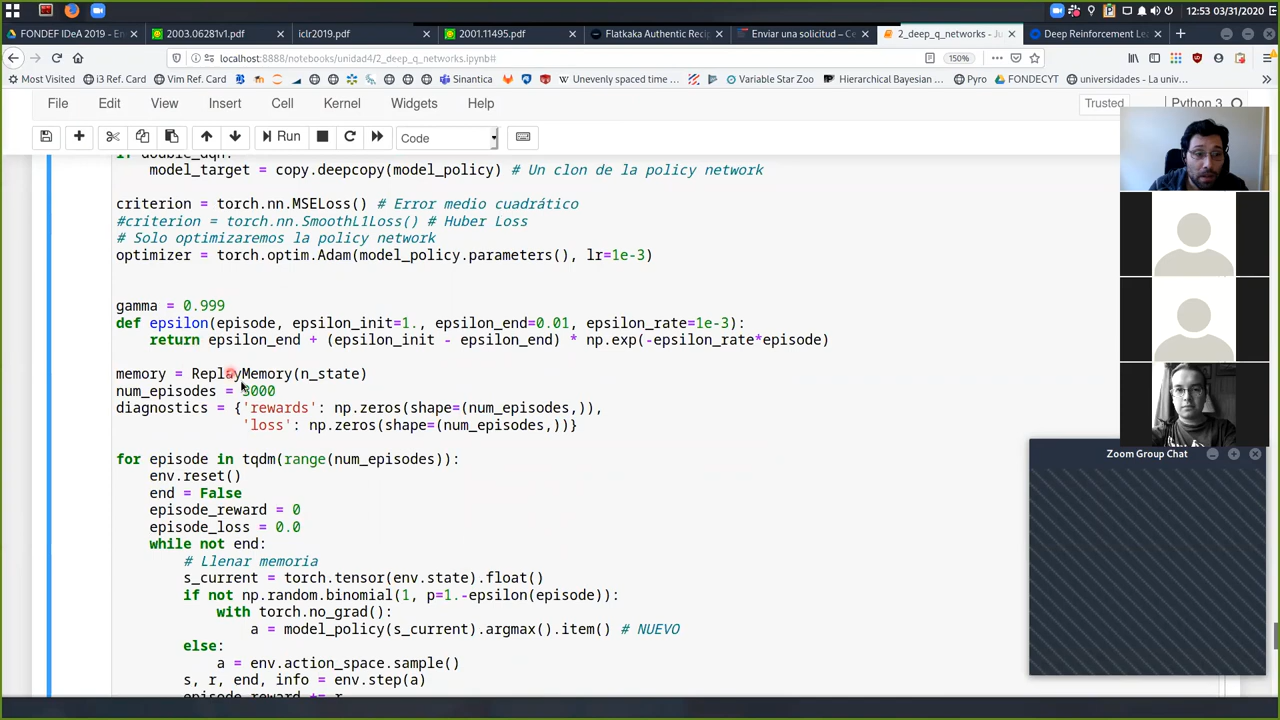 12:53 03/31/2020
FONDEF IDeA 2019 - En
2003.06281v1.pdf
iclr2019.pdf
2001.11495.pdf
Flatkaka Authentic Recip
Enviar una solicitud – Ce
2_deep_q_networks - Ju
Deep Reinforcement Lea
localhost:8888/notebooks/unidad4/2_deep_q_networks.ipynb#
150%
Most Visited
i3 Ref. Card
Vim Ref. Card
Sinantica
Unevenly spaced time ...
Variable Star Zoo
Hierarchical Bayesian ...
Pyro
FONDECYT
universidades - La univ...
File Edit View Insert Cell Kernel Widgets Help
Trusted
Python 3
Run
Code
if double_dqn:
model_target = copy.deepcopy(model_policy) # Un clon de la policy network
criterion = torch.nn.MSELoss() # Error medio cuadrático
#criterion = torch.nn.SmoothL1Loss() # Huber Loss
# Solo optimizaremos la policy network
optimizer = torch.optim.Adam(model_policy.parameters(), lr=1e-3)
gamma = 0.999
def epsilon(episode, epsilon_init=1., epsilon_end=0.01, epsilon_rate=1e-3):
return epsilon_end + (epsilon_init - epsilon_end) * np.exp(-epsilon_rate*episode)
memory = ReplayMemory(n_state)
num_episodes = 3000
diagnostics = {'rewards': np.zeros(shape=(num_episodes,)),
'loss': np.zeros(shape=(num_episodes,))}
for episode in tqdm(range(num_episodes)):
env.reset()
end = False
episode_reward = 0
episode_loss = 0.0
while not end:
# Llenar memoria
s_current = torch.tensor(env.state).float()
if not np.random.binomial(1, p=1.-epsilon(episode)):
with torch.no_grad():
a = model_policy(s_current).argmax().item() # NUEVO
else:
a = env.action_space.sample()
s, r, end, info = env.step(a)
episode_reward += r
Zoom Group Chat